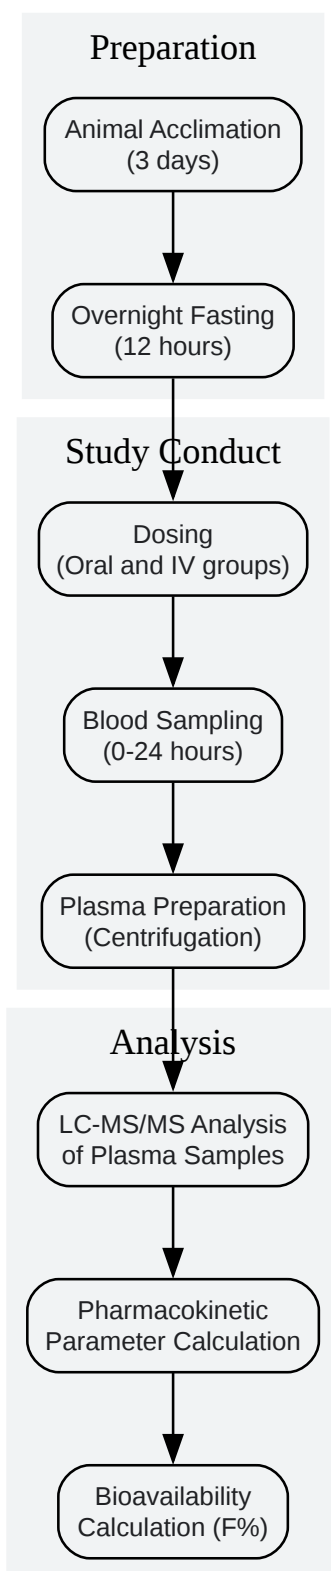 Preparation
Animal Acclimation
(3 days)
Overnight Fasting
(12 hours)
Study Conduct
Dosing
(Oral and IV groups)
Blood Sampling
(0-24 hours)
Plasma Preparation
(Centrifugation)
Analysis
LC-MS/MS Analysis
of Plasma Samples
Pharmacokinetic
Parameter Calculation
Bioavailability
Calculation (F%)